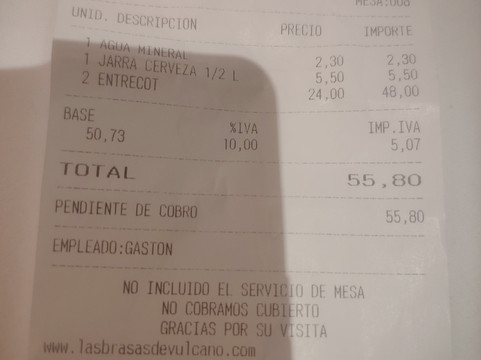 MESA:008
UNID. DESCRIPCION PRECIO IMPORTE
1 AGUA MINERAL 2,30 2,30
1 JARRA CERVEZA 1/2 L 5,50 5,50
2 ENTRECOT 24,00 48,00
BASE %IVA IMP.IVA
50,73 10,00 5,07
TOTAL 55,80
PENDIENTE DE COBRO 55,80
EMPLEADO:GASTON
NO INCLUIDO EL SERVICIO DE MESA
NO COBRAMOS CUBIERTO
GRACIAS POR SU VISITA
www.lasbrasasdevulcano.com